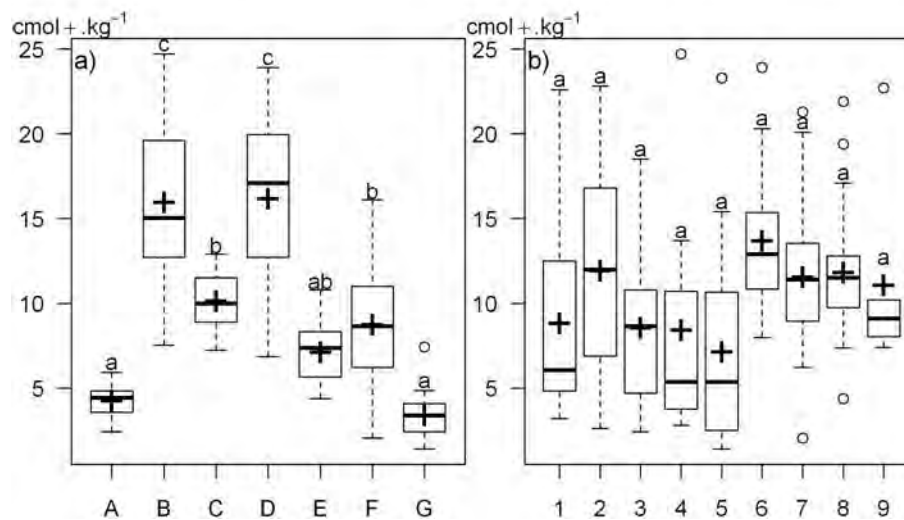 cmol+.kg⁻¹ cmol+.kg⁻¹
25 a) c 25 b)
c a a
20 20 a a
b a
15 15 a a a
b
ab a
10 10
5 a a 5
A B C D E F G 1 2 3 4 5 6 7 8 9